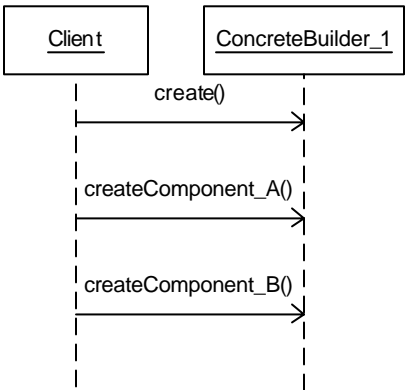 Client
ConcreteBuilder_1
create()
createComponent_A()
createComponent_B()